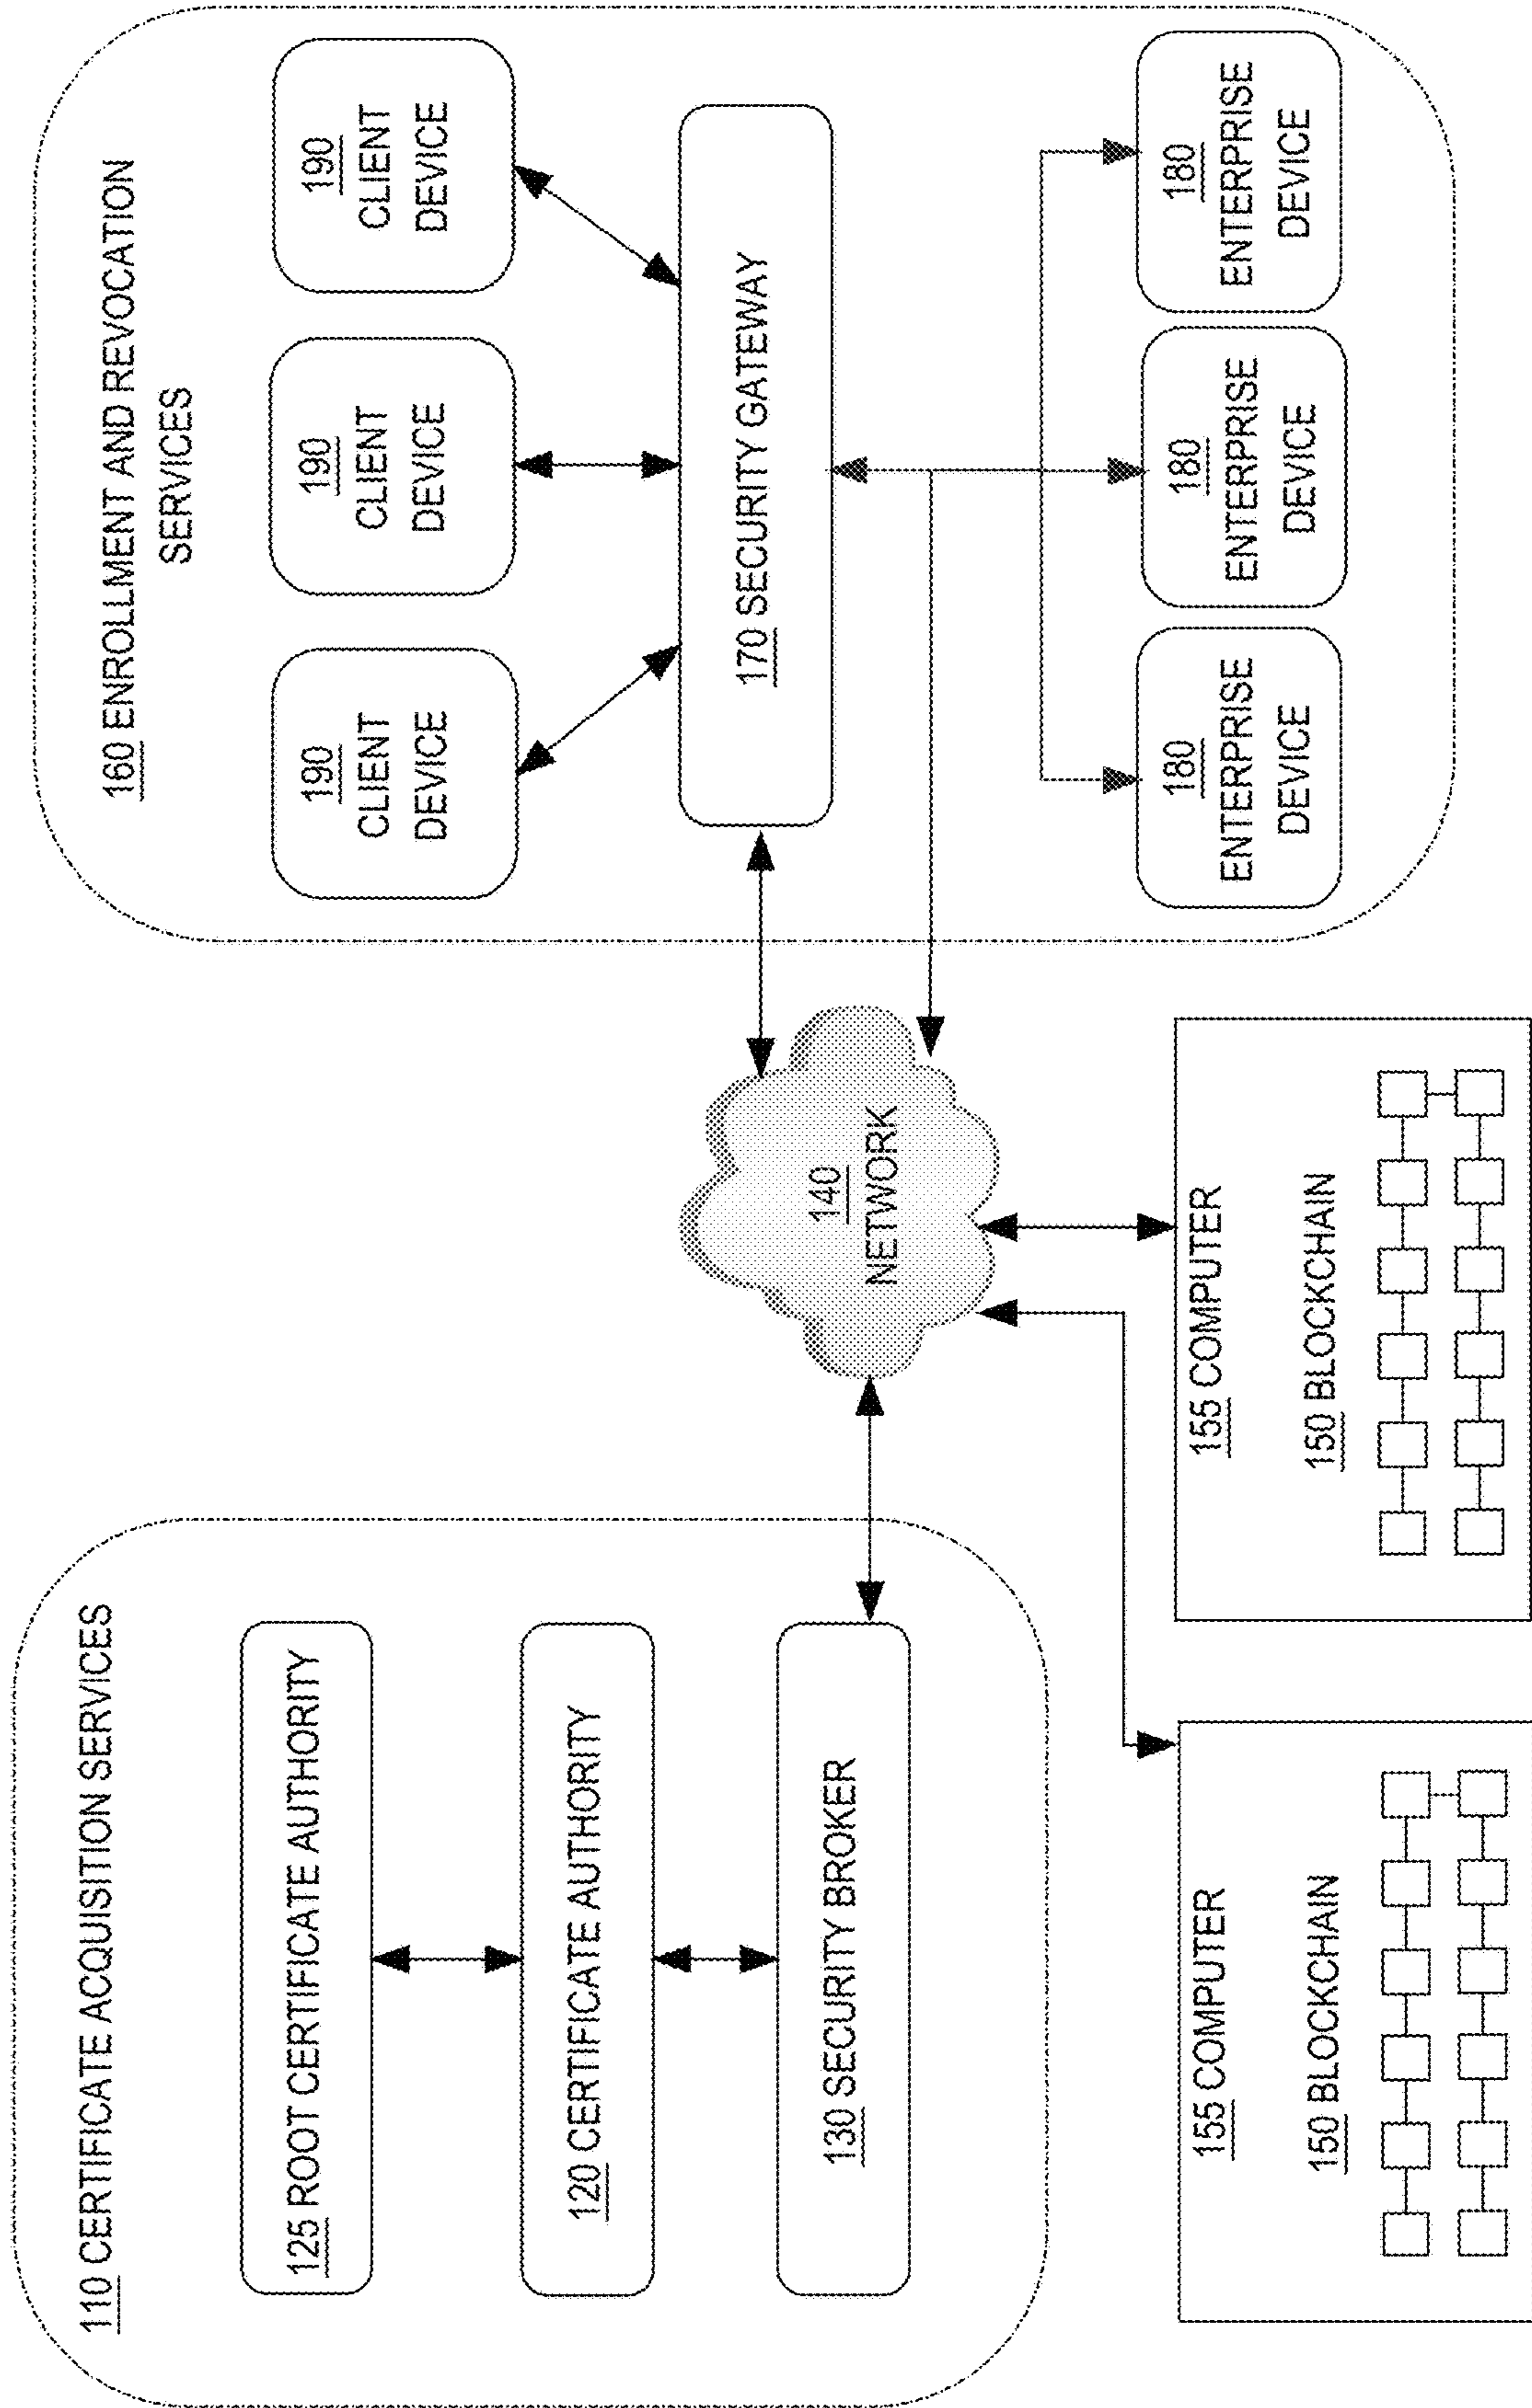 110 CERTIFICATE ACQUISITION SERVICES
125 ROOT CERTIFICATE AUTHORITY
120 CERTIFICATE AUTHORITY
130 SECURITY BROKER
140
NETWORK
155 COMPUTER
150 BLOCKCHAIN
155 COMPUTER
150 BLOCKCHAIN
160 ENROLLMENT AND REVOCATION
SERVICES
190
CLIENT
DEVICE
190
CLIENT
DEVICE
190
CLIENT
DEVICE
170 SECURITY GATEWAY
180
ENTERPRISE
DEVICE
180
ENTERPRISE
DEVICE
180
ENTERPRISE
DEVICE